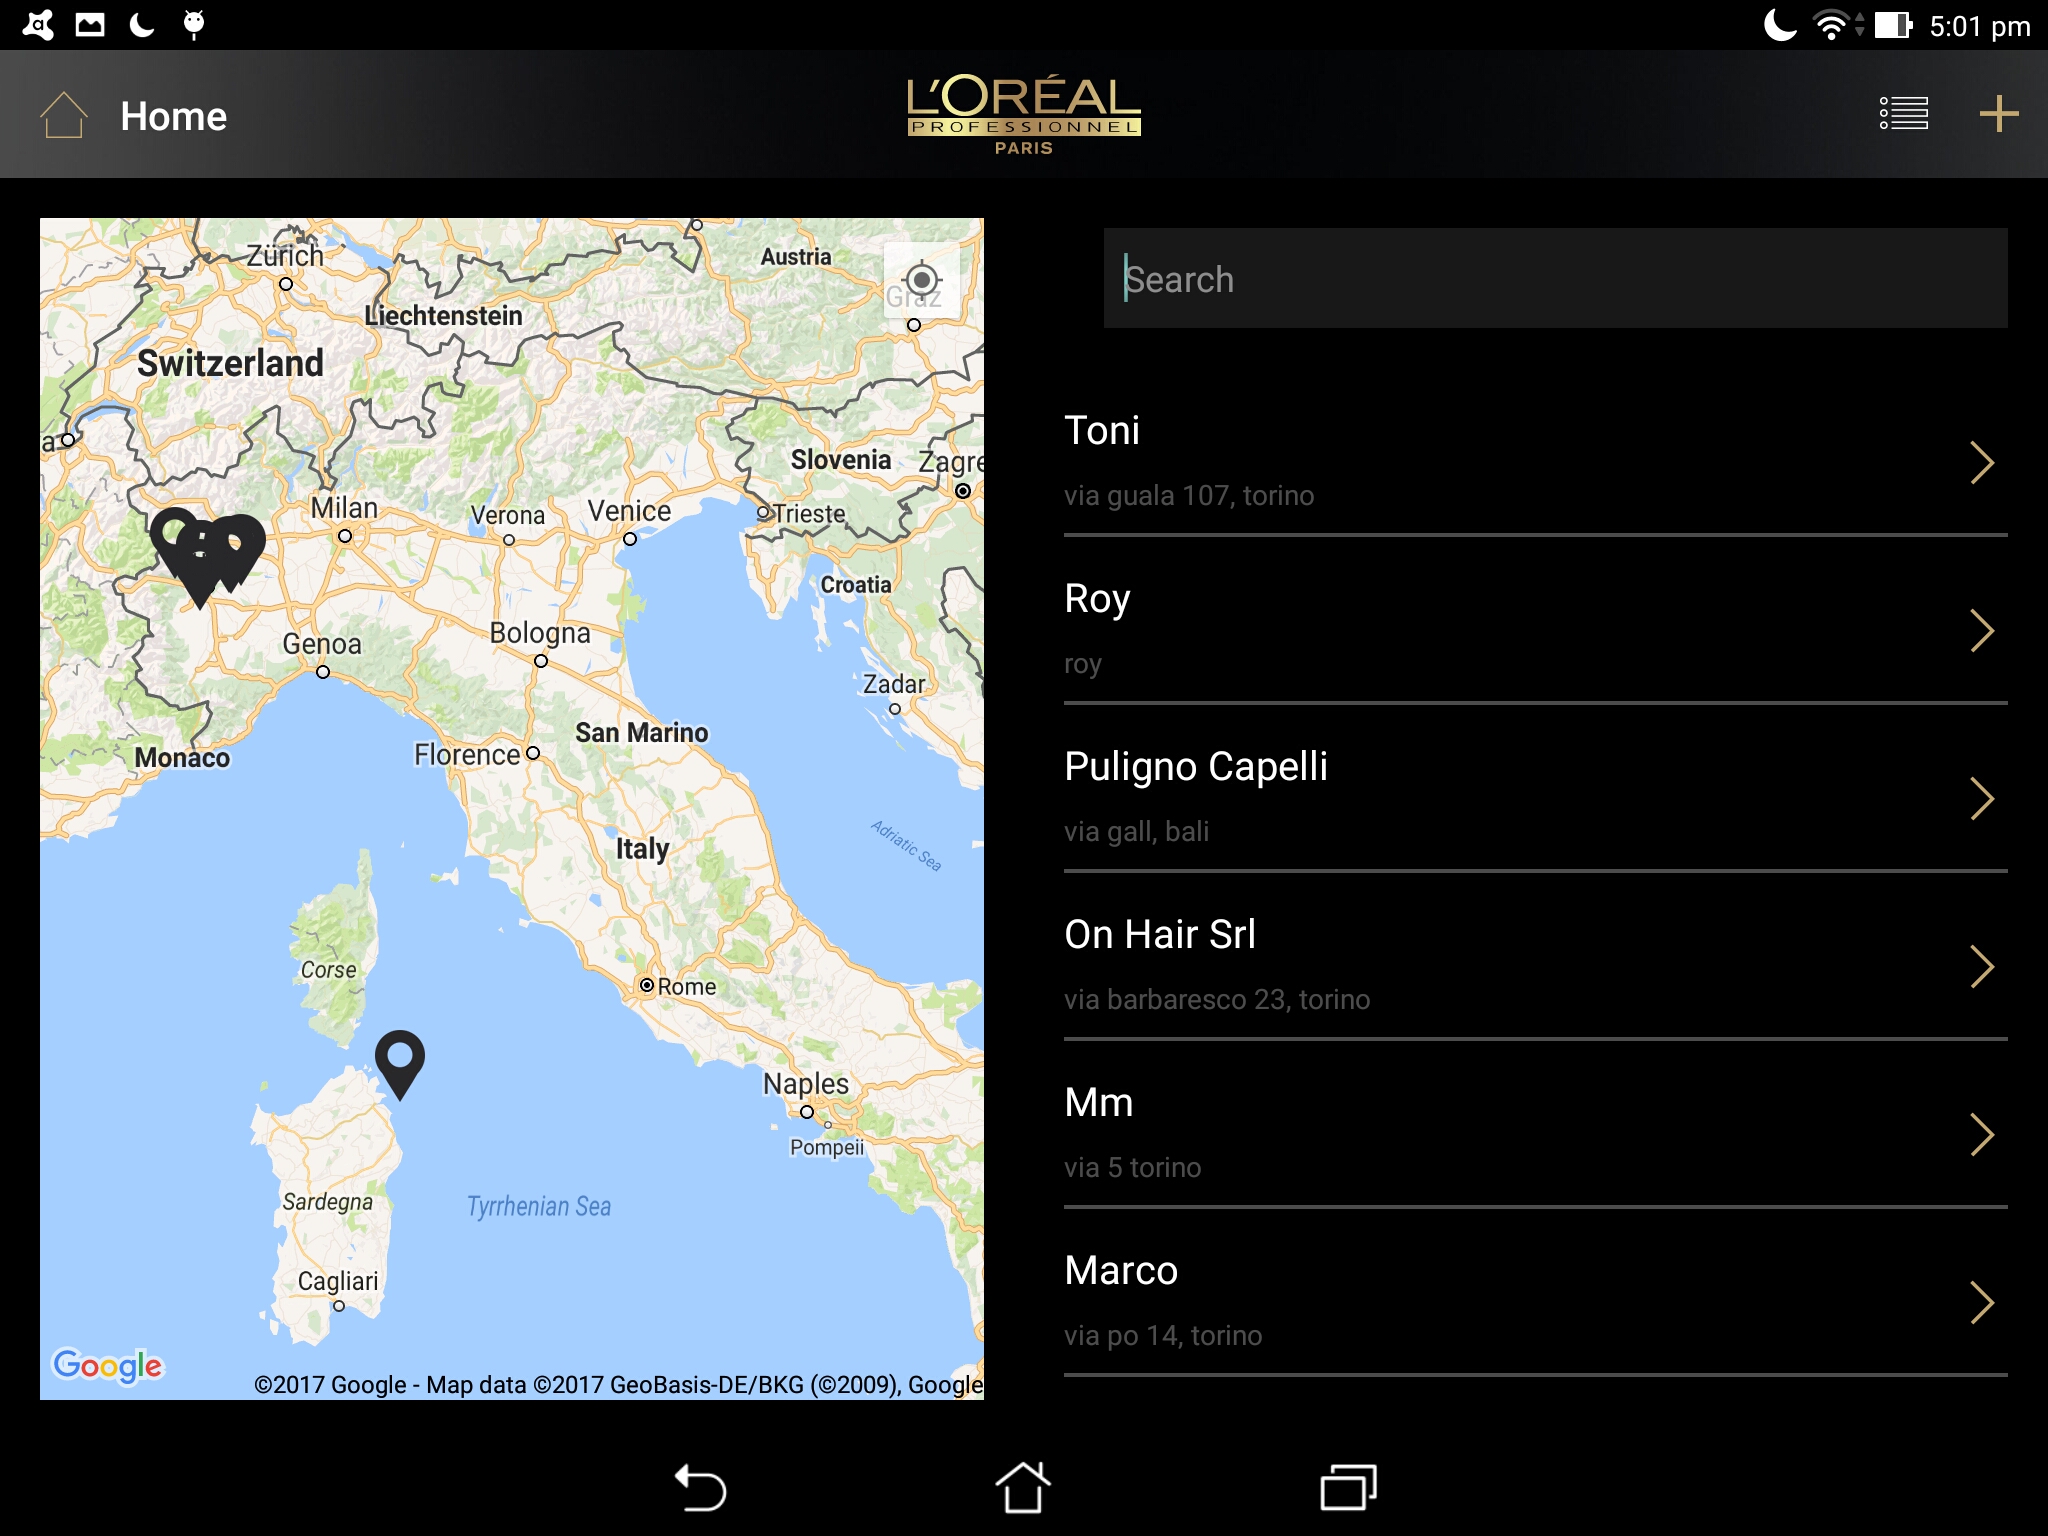 5:01 pm
Home
L'ORÉAL
PROFESSIONNEL
PARIS
Zürich
Austria
Graz
Liechtenstein
Switzerland
a
Slovenia
Zagre
Milan
Verona
Venice
Trieste
Croatia
Genoa
Bologna
Zadar
San Marino
Florence
Monaco
Adriatic Sea
Italy
Corse
Rome
Naples
Pompeii
Sardegna
Tyrrhenian Sea
Cagliari
Google
©2017 Google - Map data ©2017 GeoBasis-DE/BKG (©2009), Google
Search
Toni
via guala 107, torino
Roy
roy
Puligno Capelli
via gall, bali
On Hair Srl
via barbaresco 23, torino
Mm
via 5 torino
Marco
via po 14, torino